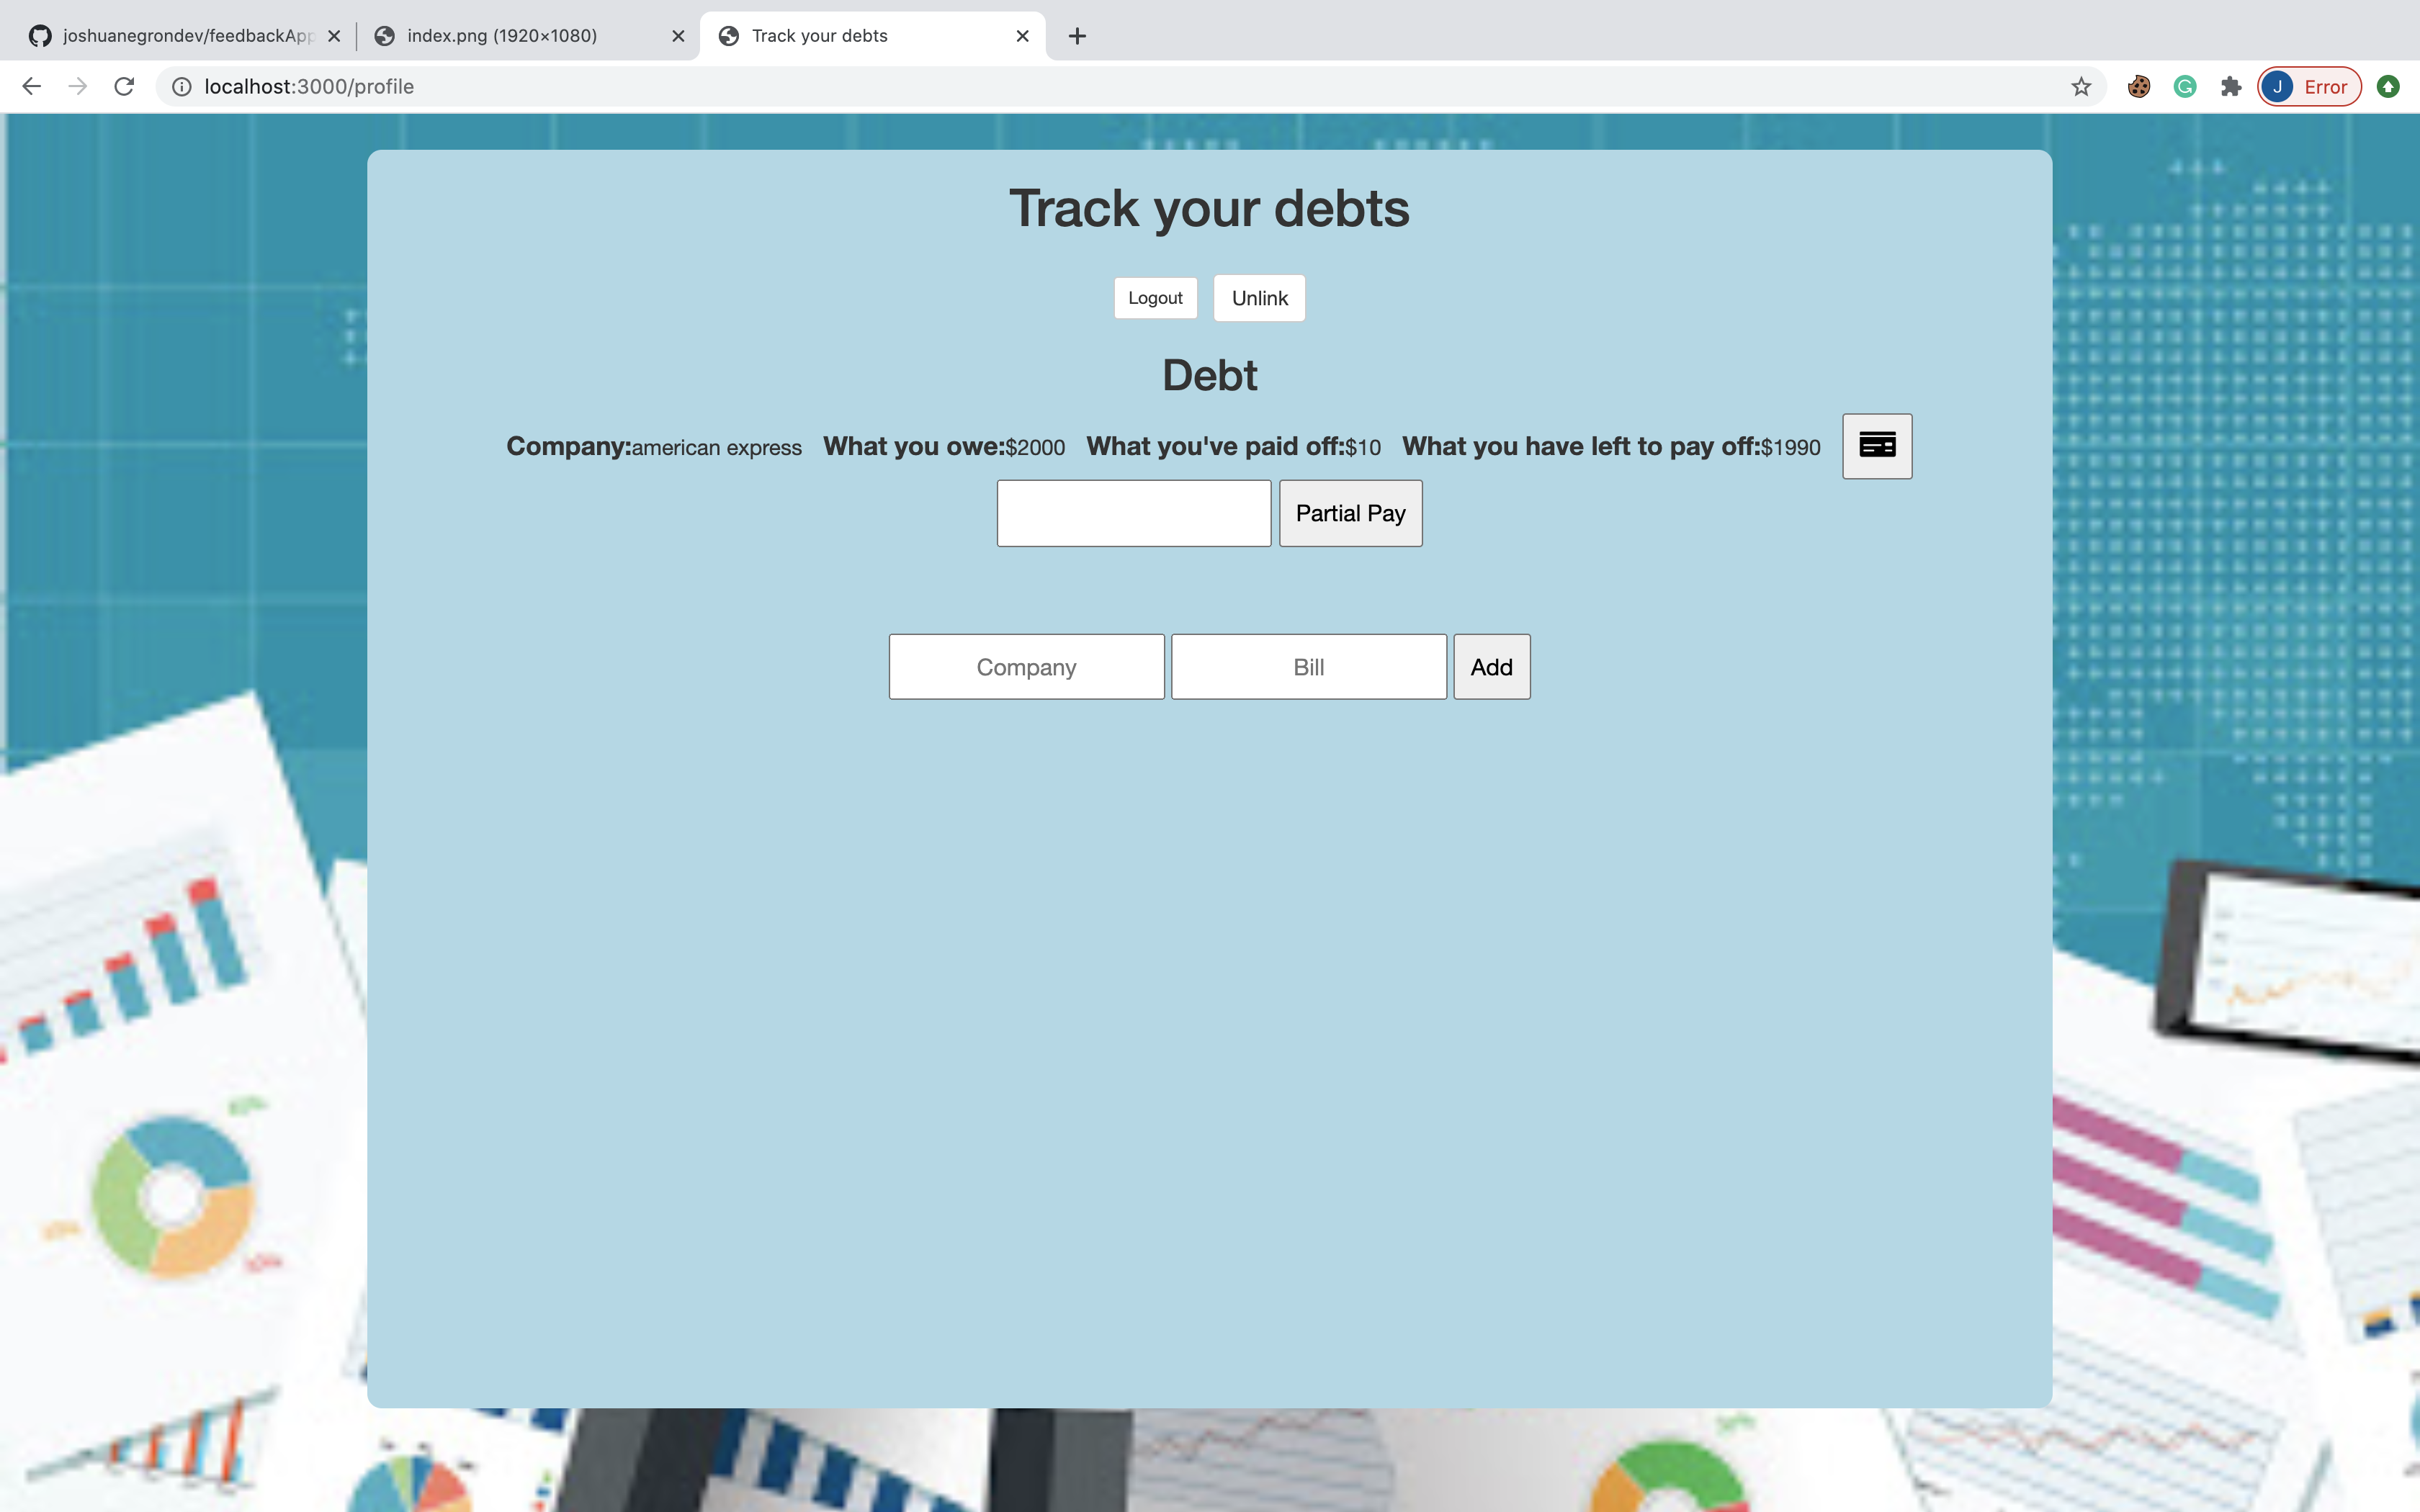 joshuanegrondev/feedbackApp
index.png (1920×1080)
Track your debts
localhost:3000/profile
J Error
Track your debts
Logout Unlink
Debt
Company:american express What you owe:$2000 What you've paid off:$10 What you have left to pay off:$1990
Partial Pay
Company Bill Add